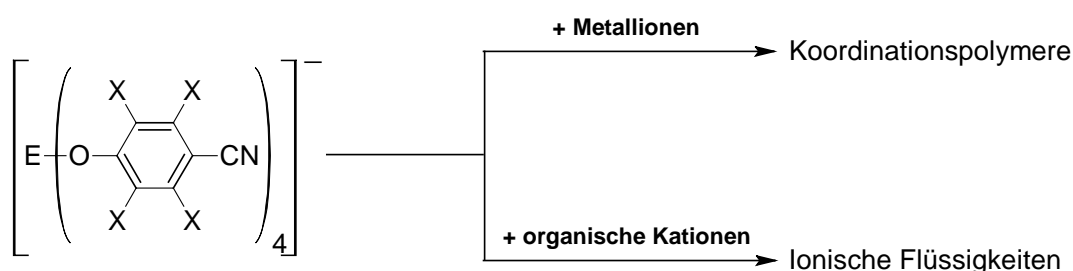 + Metallionen
Koordinationspolymere
X X
E O CN
X X
4
–
+ organische Kationen
Ionische Flüssigkeiten